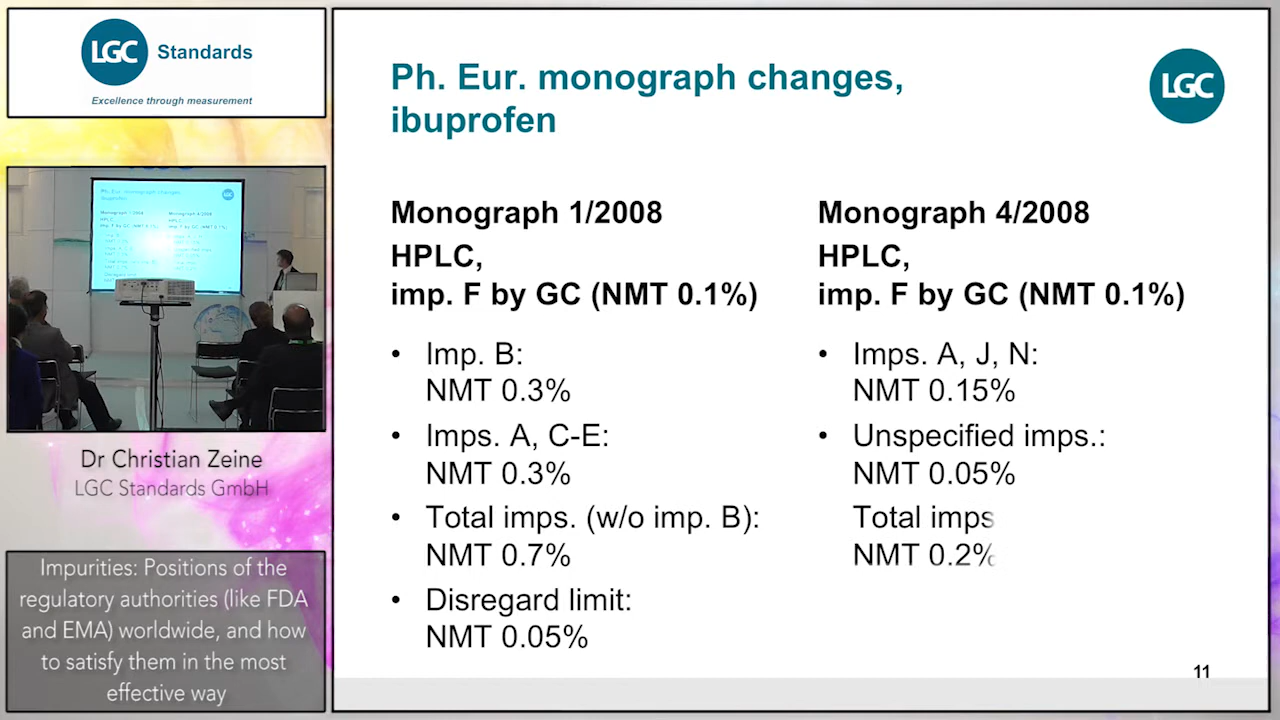 LGC Standards
Excellence through measurement
Dr Christian Zeine
LGC Standards GmbH
Impurities: Positions of the
regulatory authorities (like FDA
and EMA) worldwide, and how
to satisfy them in the most
effective way
Ph. Eur. monograph changes,
ibuprofen
LGC
Monograph 1/2008
HPLC,
imp. F by GC (NMT 0.1%)
• Imp. B:
NMT 0.3%
• Imps. A, C-E:
NMT 0.3%
• Total imps. (w/o imp. B):
NMT 0.7%
• Disregard limit:
NMT 0.05%
Monograph 4/2008
HPLC,
imp. F by GC (NMT 0.1%)
• Imps. A, J, N:
NMT 0.15%
• Unspecified imps.:
NMT 0.05%
Total imps
NMT 0.2%
11